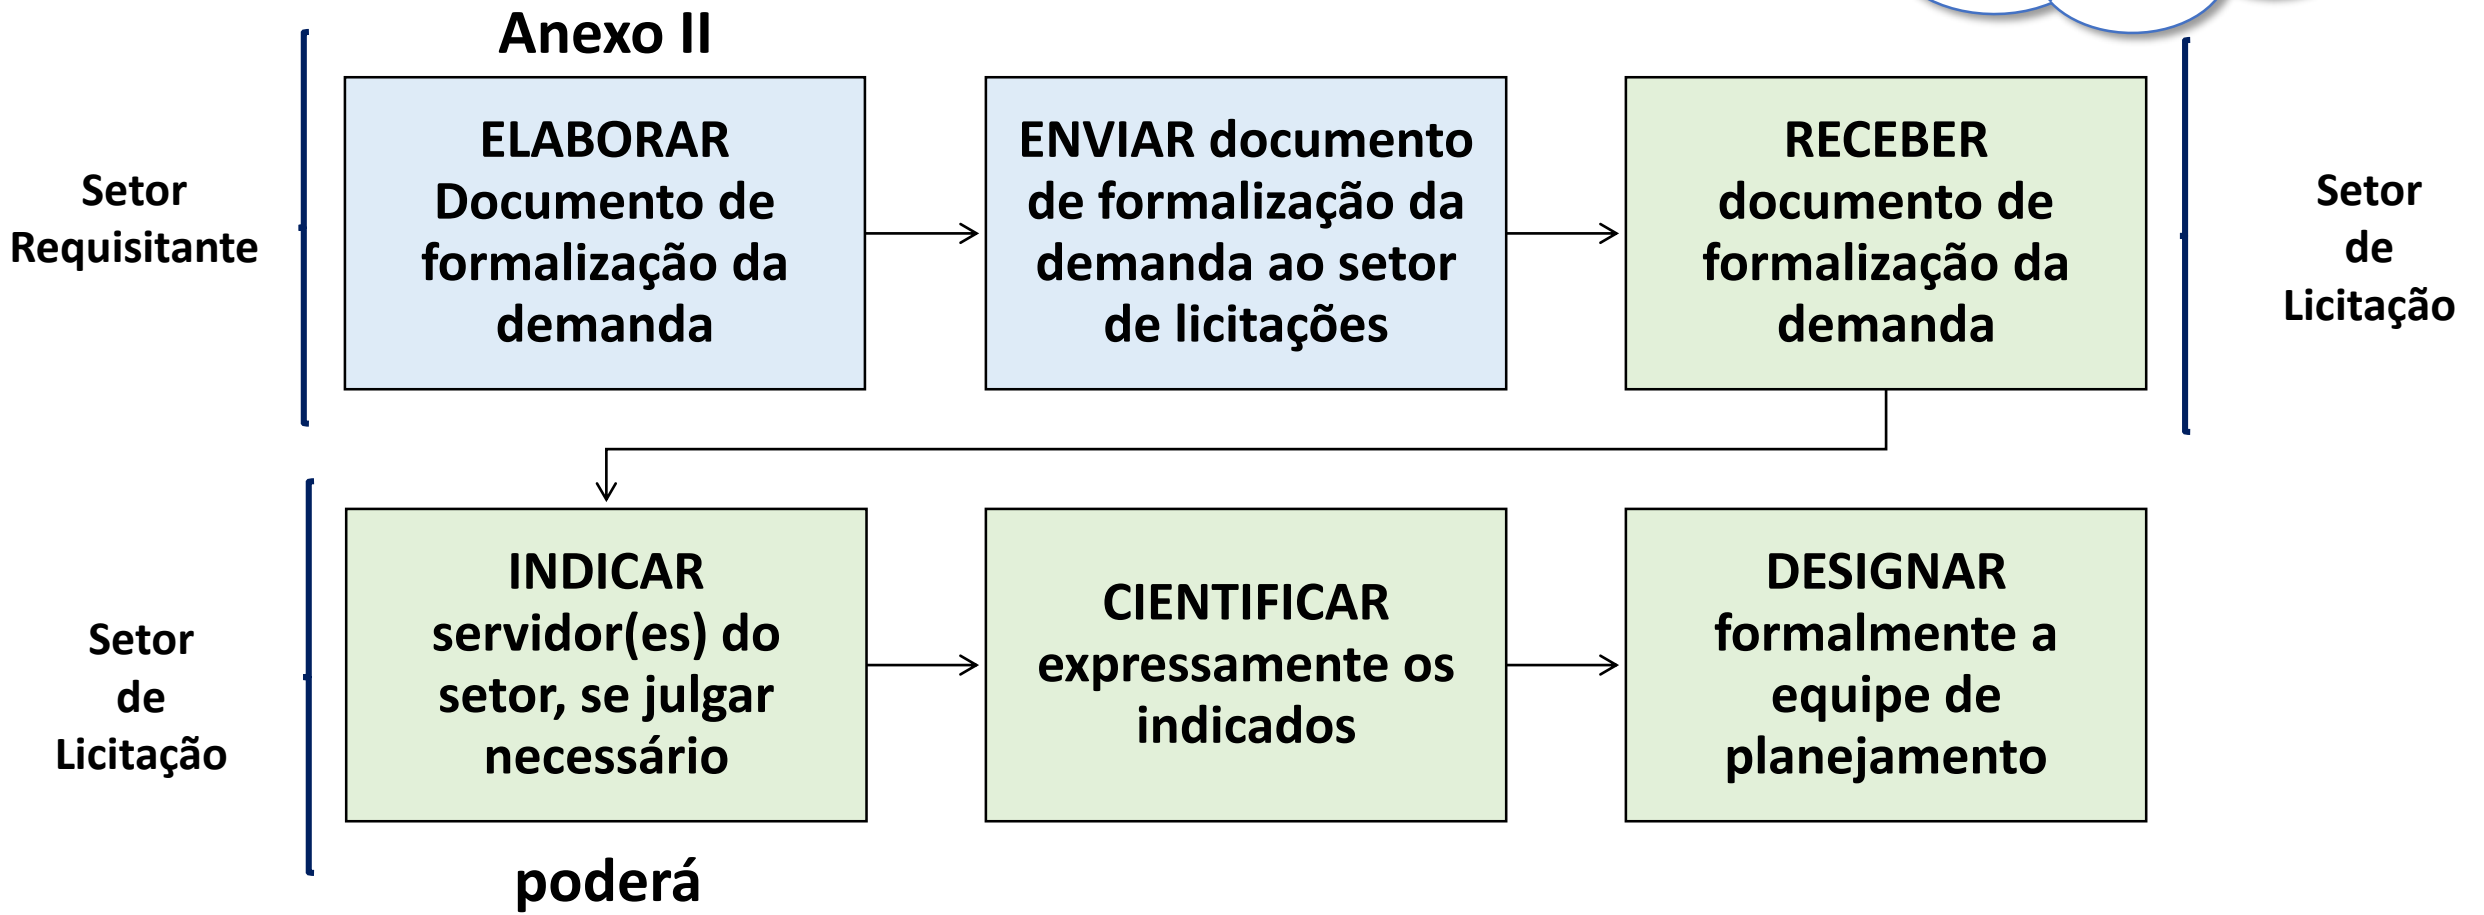 Anexo II
Setor
Requisitante
ELABORAR
Documento de
formalização da
demanda
ENVIAR documento
de formalização da
demanda ao setor
de licitações
RECEBER
documento de
formalização da
demanda
Setor
de
Licitação
Setor
de
Licitação
INDICAR
servidor(es) do
setor, se julgar
necessário
CIENTIFICAR
expressamente os
indicados
DESIGNAR
formalmente a
equipe de
planejamento
poderá